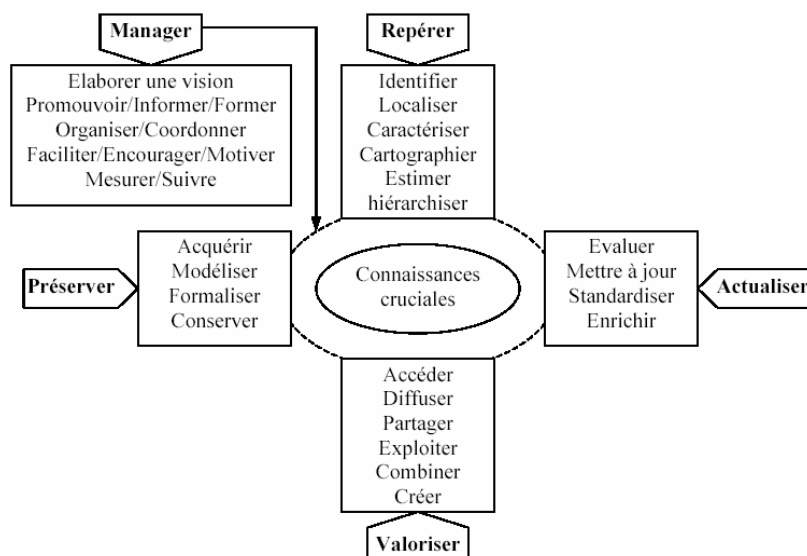 Manager
Elaborer une vision
Promouvoir/Informer/Former
Organiser/Coordonner
Faciliter/Encourager/Motiver
Mesurer/Suivre
Repérer
Identifier
Localiser
Caractériser
Cartographier
Estimer
hiérarchiser
Préserver
Acquérir
Modéliser
Formaliser
Conserver
Connaissances
cruciales
Evaluer
Mettre à jour
Standardiser
Enrichir
Actualiser
Accéder
Diffuser
Partager
Exploiter
Combiner
Créer
Valoriser